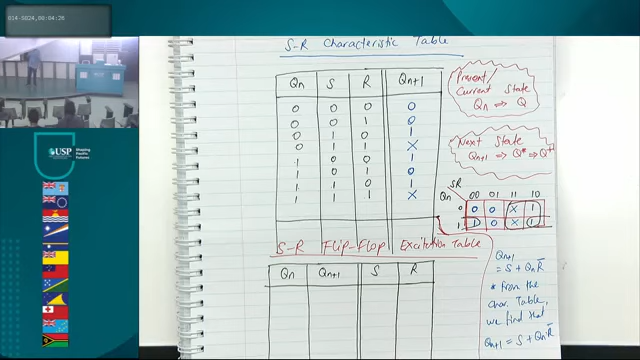 014-S024,06:04:26
S-R Characteristic Table
Qn S R Qn+1
0 0 0 0
0 0 1 0
0 1 0 1
0 1 1 X
1 0 0 1
1 0 1 0
1 1 0 1
1 1 1 X
Present/
Current State
Qn ⇔ Q
Next State
Qn+1 ⇔ Q* ⇔ Q+
SR
Qn 00 01 11 10
0 0 0 X 1
1 1 0 X 1
S-R Flip-Flop Excitation Table
Qn Qn+1 S R
Qn+1
= S + QnR̅
* From the
char. Table,
we find that
Qn+1 = S + QnR̅
USP